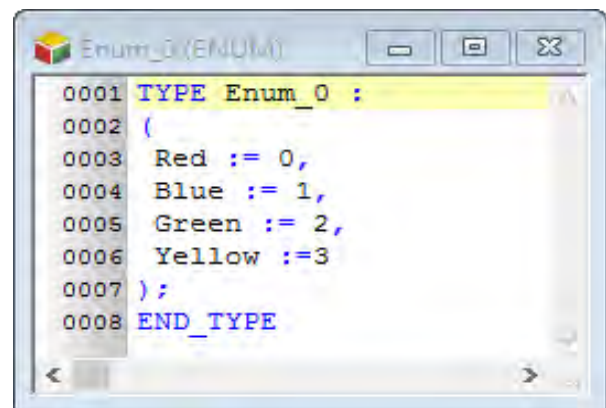 Enum_0 (ENUM)
0001 TYPE Enum_0 :
0002 (
0003 Red := 0,
0004 Blue := 1,
0005 Green := 2,
0006 Yellow :=3
0007 );
0008 END_TYPE